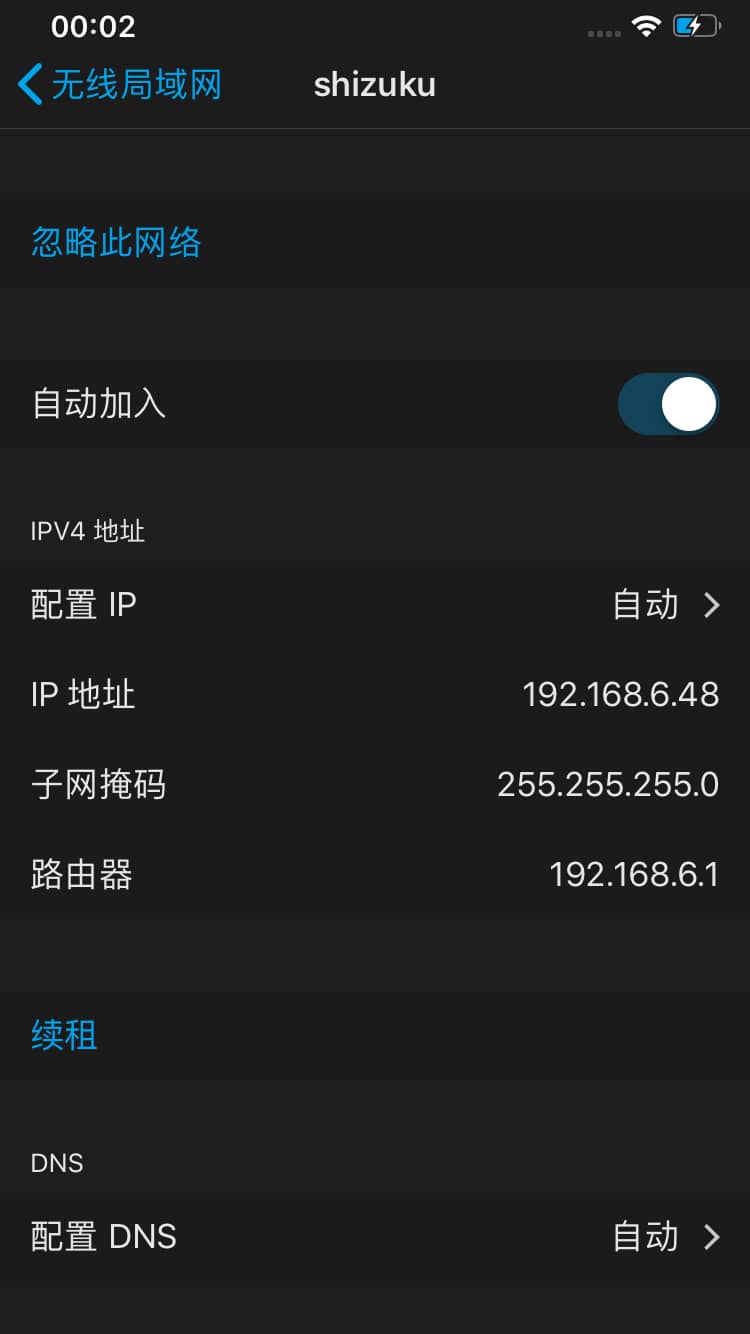 00:02
无线局域网 shizuku
忽略此网络
自动加入
IPV4 地址
配置 IP 自动
IP 地址 192.168.6.48
子网掩码 255.255.255.0
路由器 192.168.6.1
续租
DNS
配置 DNS 自动